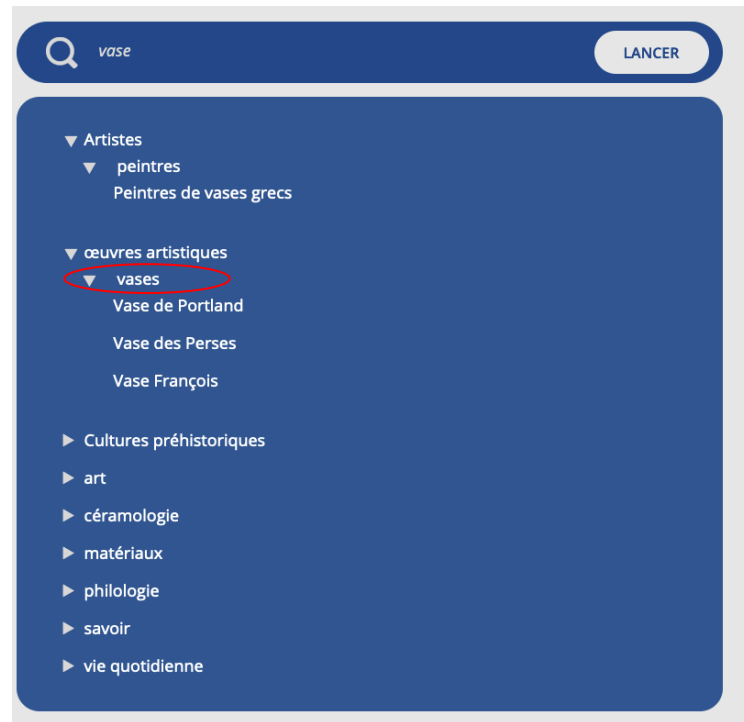 vase
LANCER
Artistes
peintres
Peintres de vases grecs
œuvres artistiques
vases
Vase de Portland
Vase des Perses
Vase François
Cultures préhistoriques
art
céramologie
matériaux
philologie
savoir
vie quotidienne